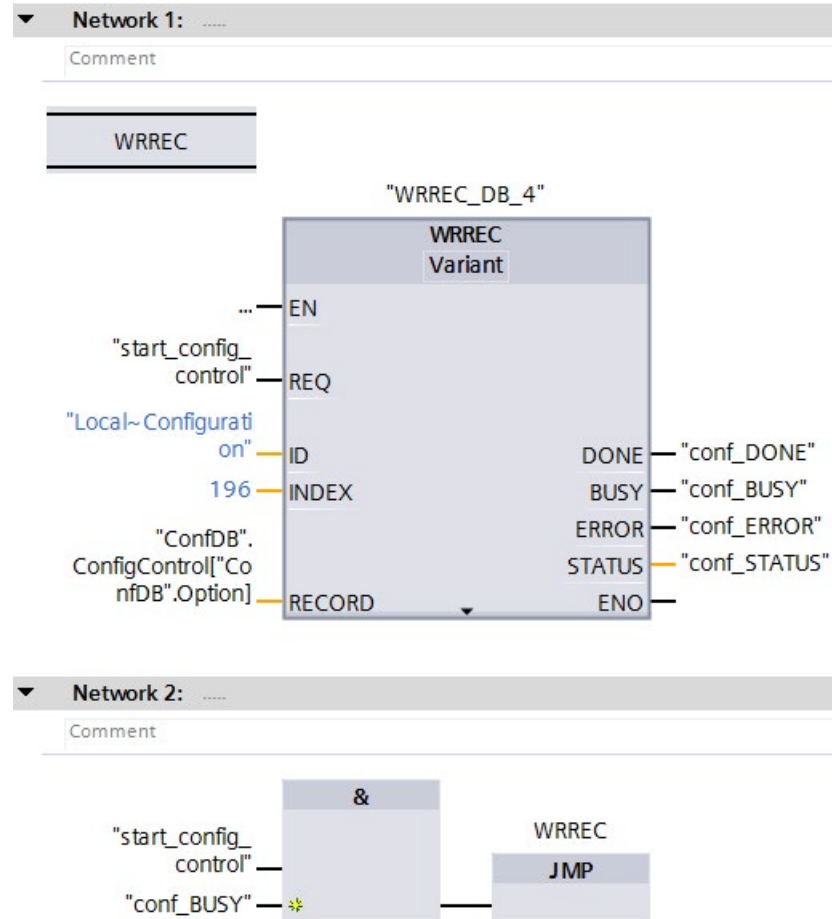 Network 1: .....
Comment
WRREC
"WRREC_DB_4"
WRREC
Variant
... EN
"start_config_
control" REQ
"Local~Configurati
on" ID
DONE "conf_DONE"
196 INDEX
BUSY "conf_BUSY"
ERROR "conf_ERROR"
"ConfDB".
ConfigControl["Co
nfDB".Option] RECORD
STATUS "conf_STATUS"
ENO
Network 2: .....
Comment
&
"start_config_
control"
"conf_BUSY"
WRREC
JMP